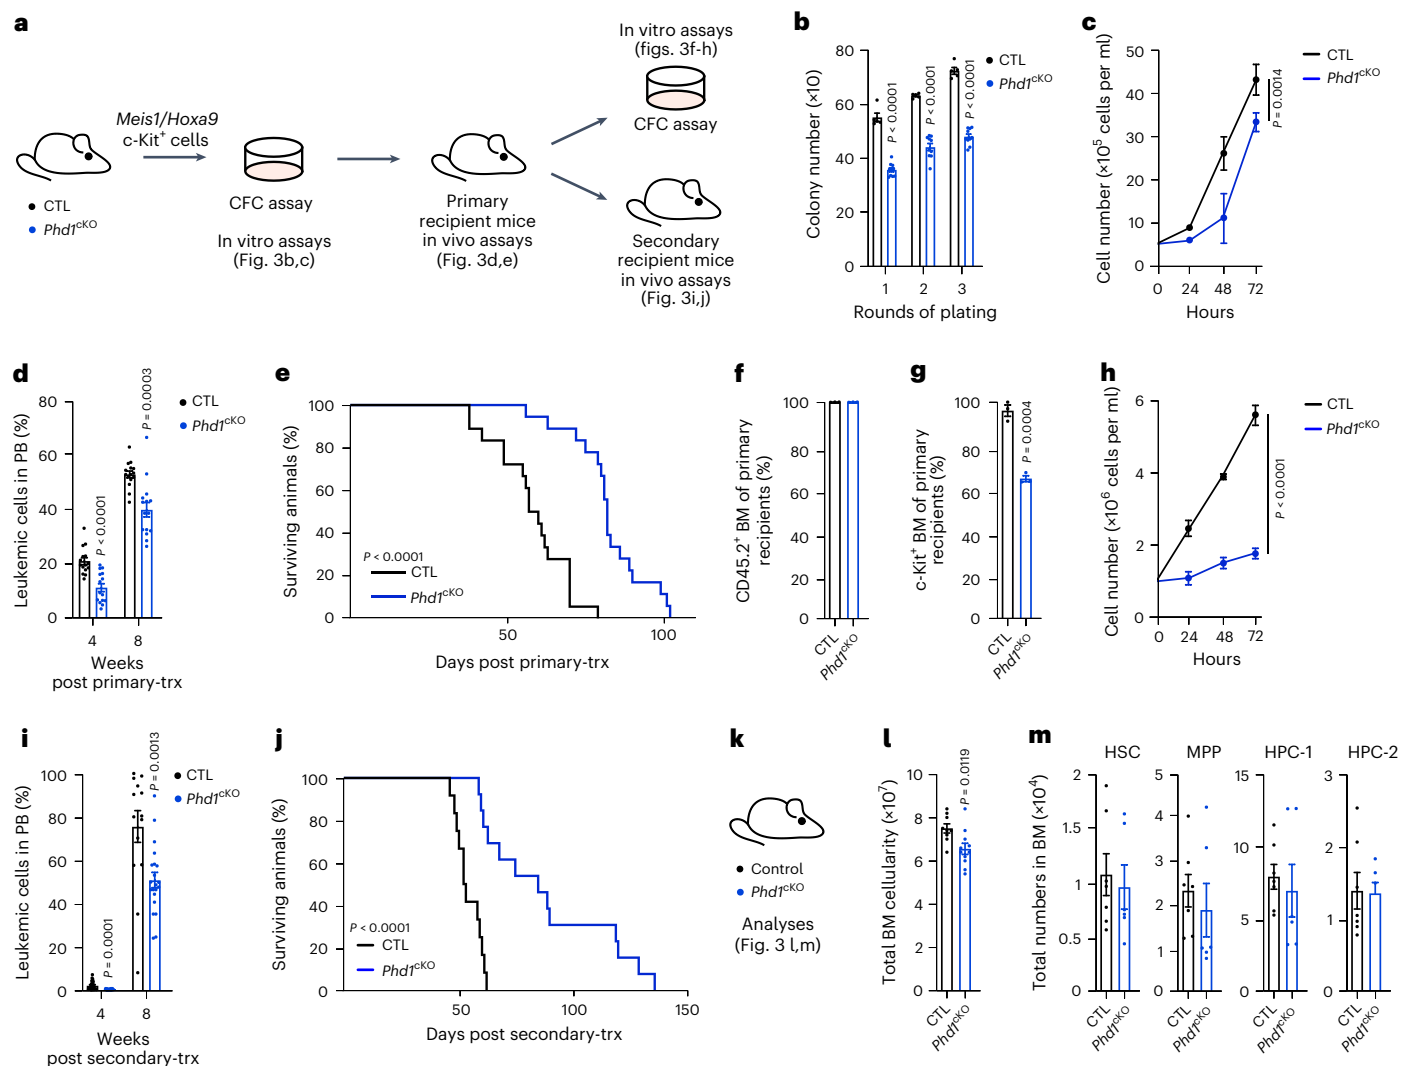 a
Meis1/Hoxa9
c-Kit⁺ cells
CTL
Phd1cKO
CFC assay
In vitro assays
(Fig. 3b,c)
Primary
recipient mice
in vivo assays
(Fig. 3d,e)
In vitro assays
(figs. 3f-h)
CFC assay
Secondary
recipient mice
in vivo assays
(Fig. 3i,j)
b
Colony number (×10)
80
60
40
20
0
P < 0.0001
P < 0.0001
P < 0.0001
CTL
Phd1cKO
1 2 3
Rounds of plating
c
Cell number (×10⁵ cells per ml)
50
40
30
20
10
0
P = 0.0014
CTL
Phd1cKO
0 24 48 72
Hours
d
Leukemic cells in PB (%)
80
60
40
20
0
P < 0.0001
P = 0.0003
CTL
Phd1cKO
4 8
Weeks
post primary-trx
e
Surviving animals (%)
100
80
60
40
20
0
P < 0.0001
CTL
Phd1cKO
50 100
Days post primary-trx
f
CD45.2⁺ BM of primary
recipients (%)
100
80
60
40
20
0
CTL
Phd1cKO
g
c-Kit⁺ BM of primary
recipients (%)
100
80
60
40
20
0
P = 0.0004
CTL
Phd1cKO
h
Cell number (×10⁶ cells per ml)
6
4
2
0
P < 0.0001
CTL
Phd1cKO
0 24 48 72
Hours
i
Leukemic cells in PB (%)
100
80
60
40
20
0
P = 0.0001
P = 0.0013
CTL
Phd1cKO
4 8
Weeks
post secondary-trx
j
Surviving animals (%)
100
80
60
40
20
0
P < 0.0001
CTL
Phd1cKO
50 100 150
Days post secondary-trx
k
Control
Phd1cKO
Analyses
(Fig. 3 l,m)
l
Total BM cellularity (×10⁷)
10
8
6
4
2
0
P = 0.0119
CTL
Phd1cKO
m
Total numbers in BM (×10⁴)
HSC
2
1.5
1
0.5
0
CTL
Phd1cKO
MPP
5
4
3
2
1
0
CTL
Phd1cKO
HPC-1
15
10
5
0
CTL
Phd1cKO
HPC-2
3
2
1
0
CTL
Phd1cKO